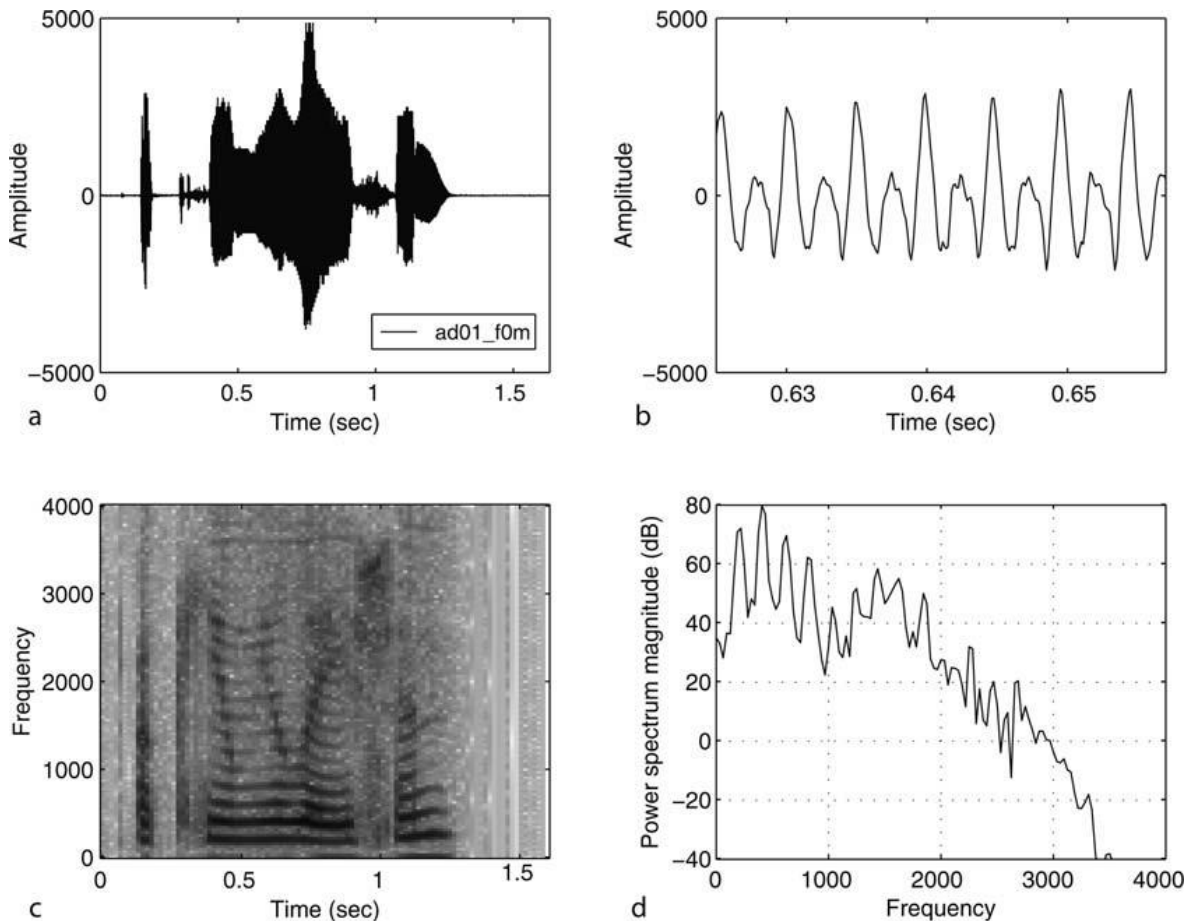 5000
0
−5000
Amplitude
0
0.5
1
1.5
Time (sec)
ad01_f0m
a
5000
0
−5000
Amplitude
0.63
0.64
0.65
Time (sec)
b
4000
3000
2000
1000
0
Frequency
0
0.5
1
1.5
Time (sec)
c
80
60
40
20
0
−20
−40
Power spectrum magnitude (dB)
0
1000
2000
3000
4000
Frequency
d